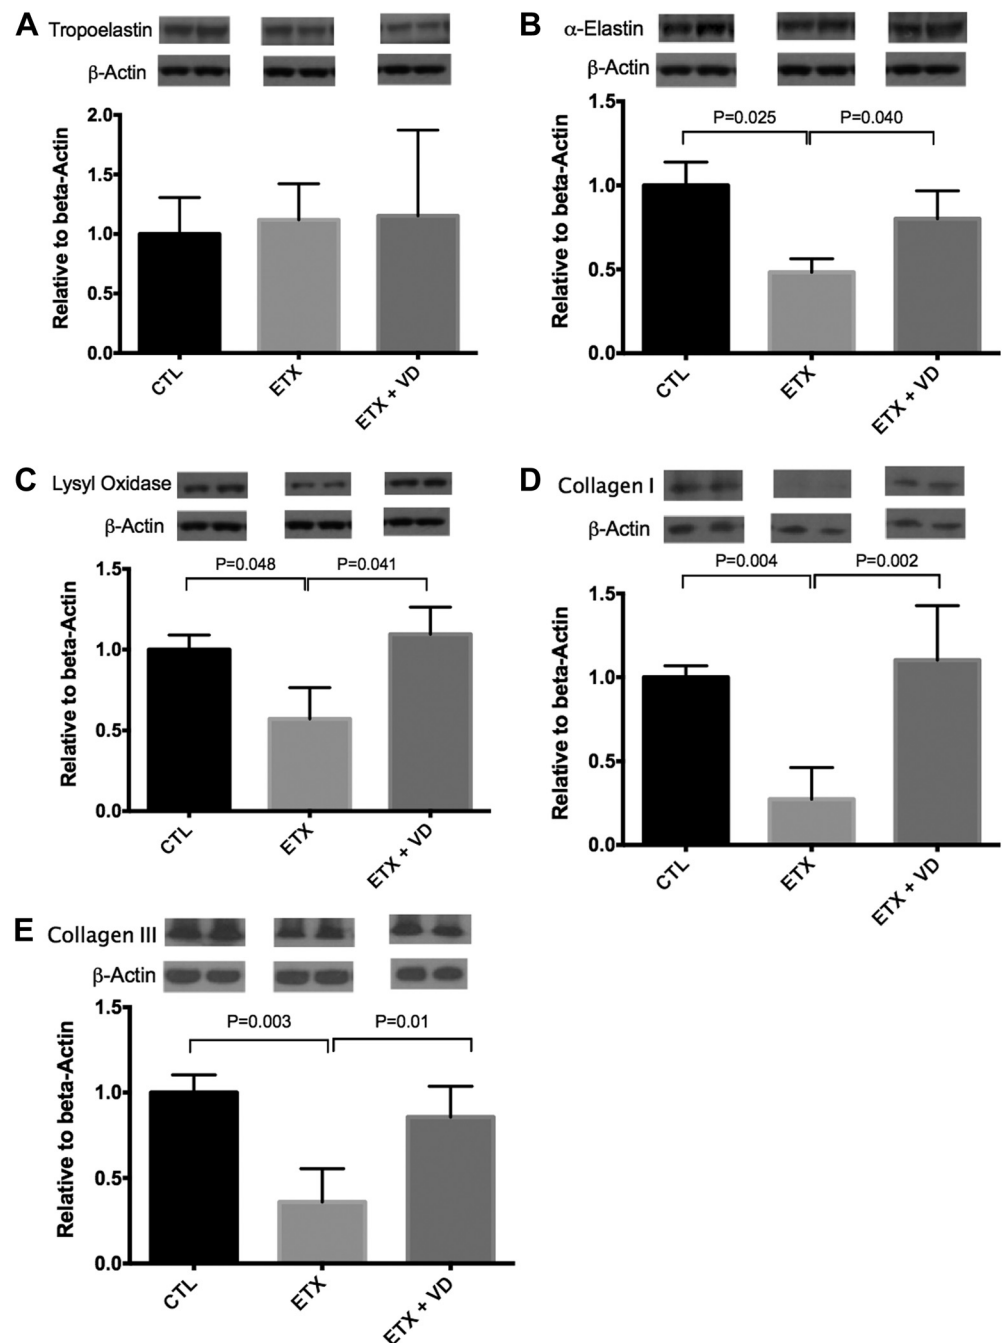 A
Tropoelastin
β-Actin
Relative to beta-Actin
2.0
1.5
1.0
0.5
0.0
CTL
ETX
ETX + VD
B
α-Elastin
β-Actin
Relative to beta-Actin
1.5
P=0.025
P=0.040
1.0
0.5
0.0
CTL
ETX
ETX + VD
C
Lysyl Oxidase
β-Actin
Relative to beta-Actin
P=0.048
P=0.041
1.5
1.0
0.5
0.0
CTL
ETX
ETX + VD
D
Collagen I
β-Actin
Relative to beta-Actin
P=0.004
P=0.002
1.5
1.0
0.5
0.0
CTL
ETX
ETX + VD
E
Collagen III
β-Actin
Relative to beta-Actin
1.5
P=0.003
P=0.01
1.0
0.5
0.0
CTL
ETX
ETX + VD